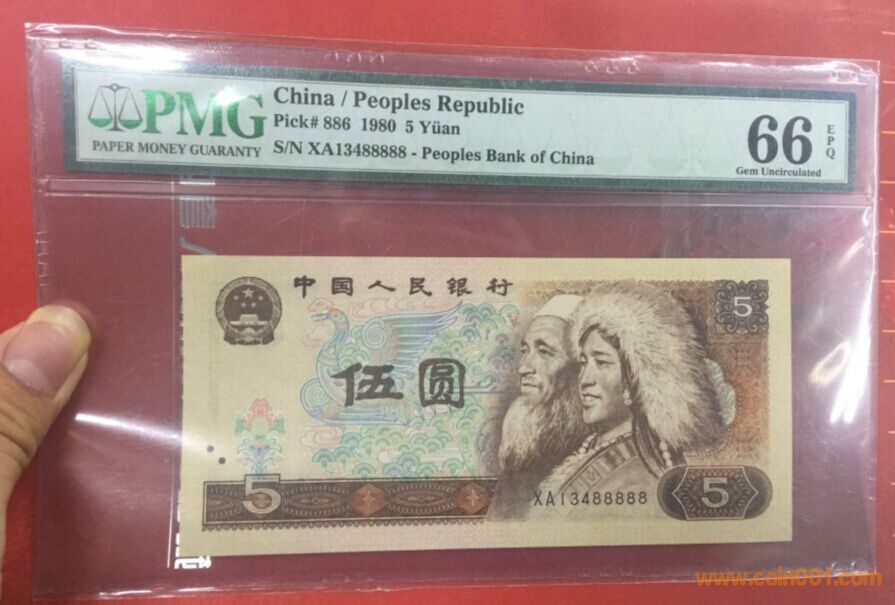 PMG
PAPER MONEY GUARANTY
China / Peoples Republic
Pick# 886 1980 5 Yüan
S/N XA13488888 - Peoples Bank of China
66
EPQ
Gem Uncirculated
中国人民银行
5
伍圆
5
XA13488888
5
www.coin001.com